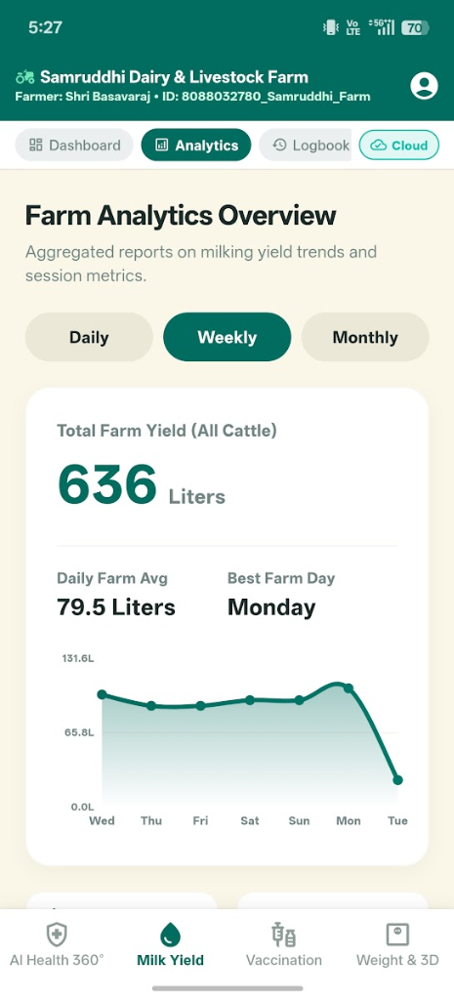 5:27
Vo
LTE
5G
70
Samruddhi Dairy & Livestock Farm
Farmer: Shri Basavaraj • ID: 8088032780_Samruddhi_Farm
Dashboard
Analytics
Logbook
Cloud
Farm Analytics Overview
Aggregated reports on milking yield trends and
session metrics.
Daily
Weekly
Monthly
Total Farm Yield (All Cattle)
636 Liters
Daily Farm Avg
Best Farm Day
79.5 Liters
Monday
131.6L
65.8L
0.0L
Wed Thu Fri Sat Sun Mon Tue
AI Health 360°
Milk Yield
Vaccination
Weight & 3D